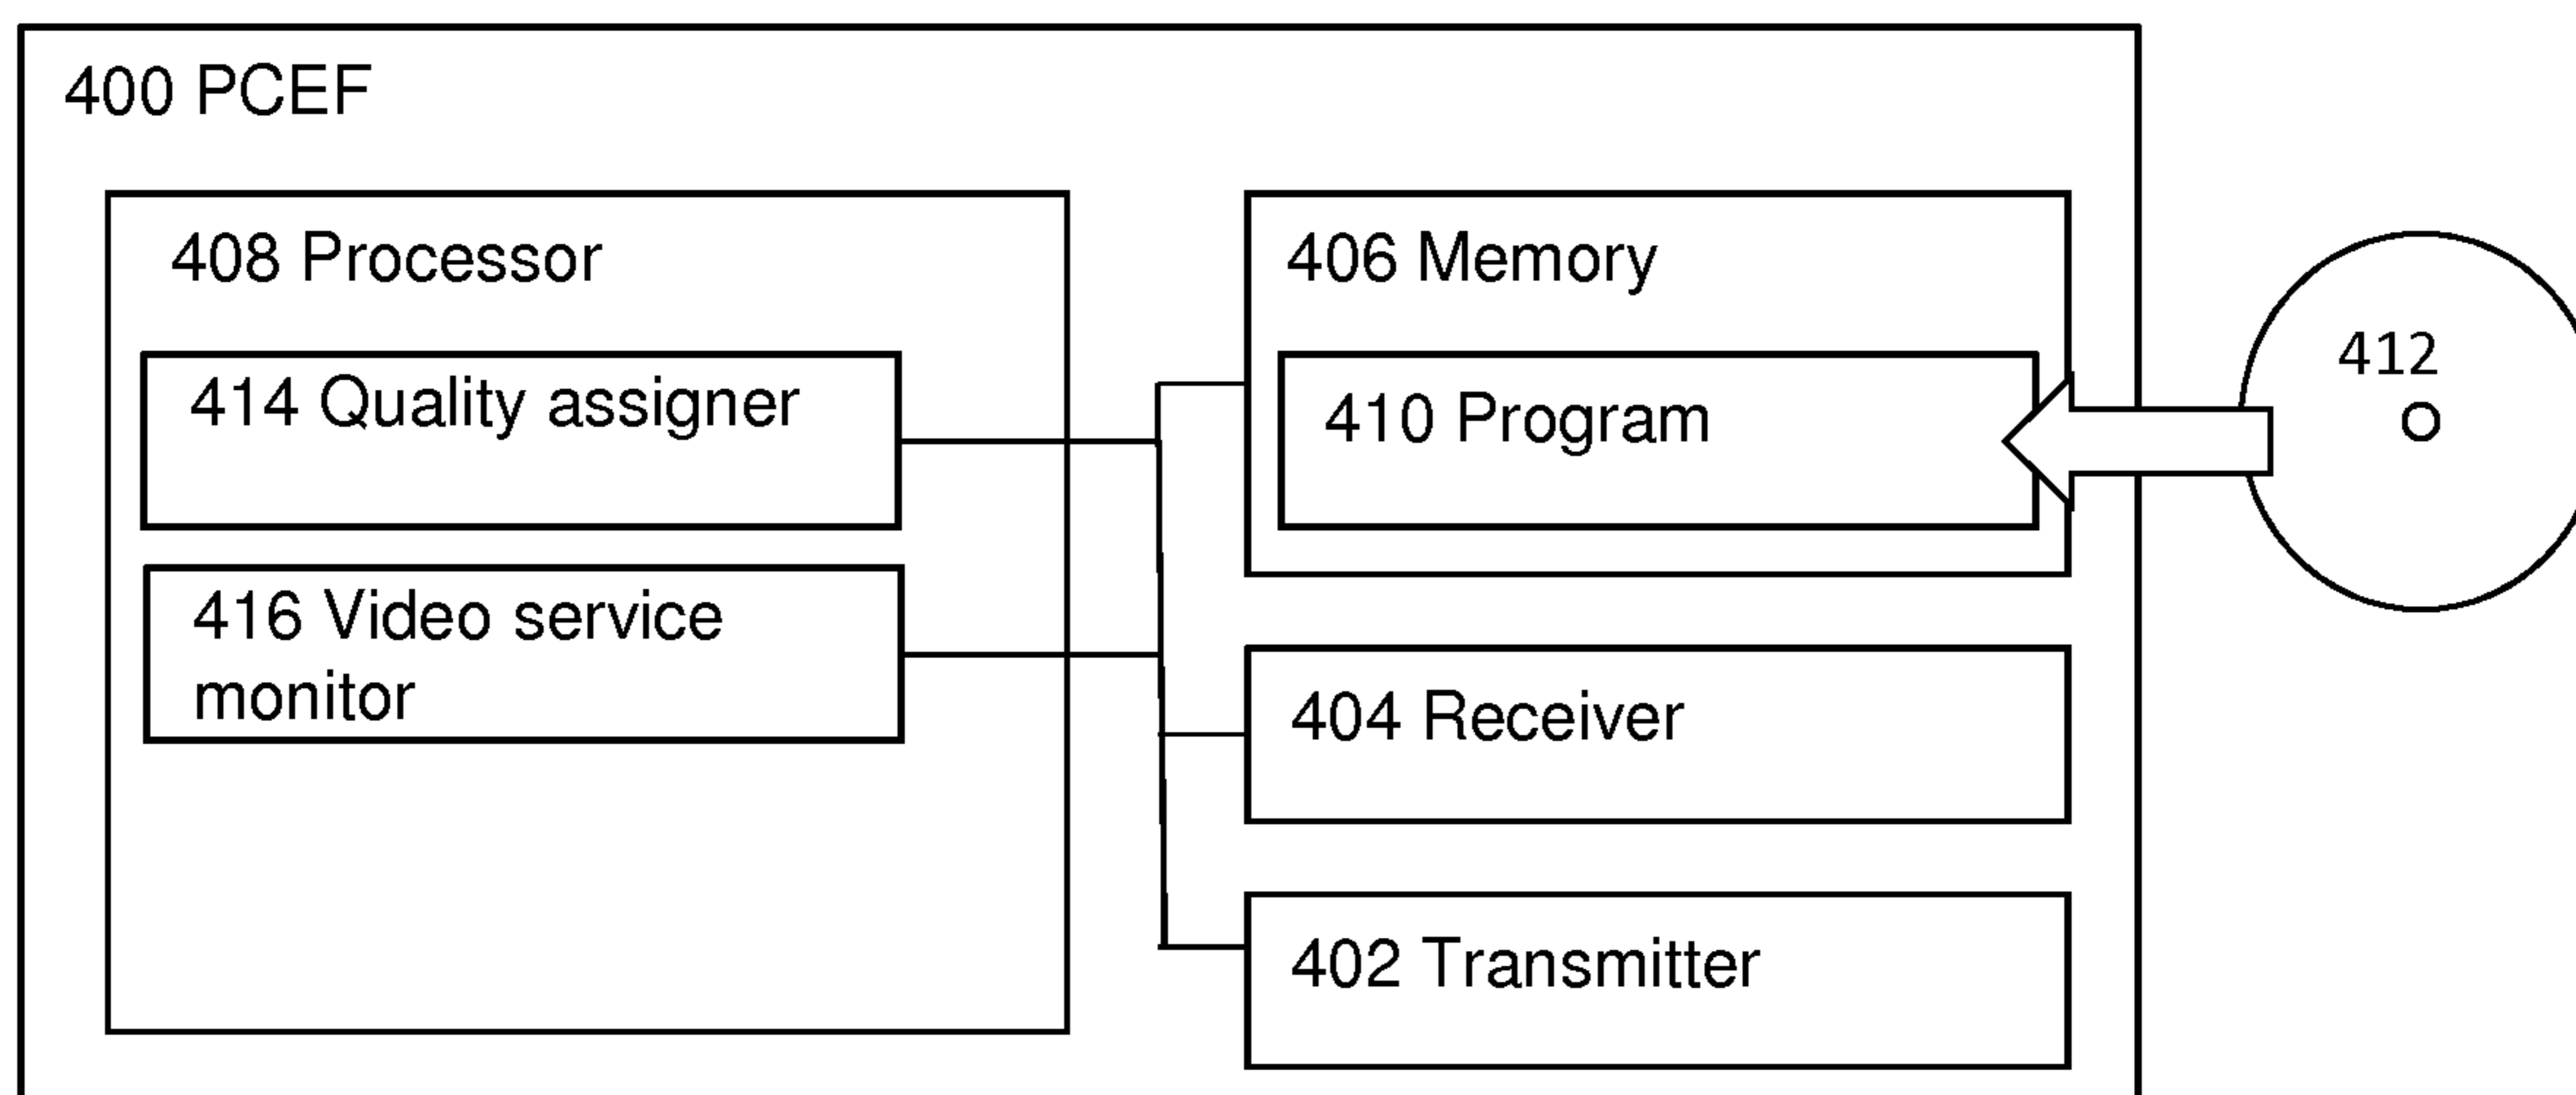 400 PCEF
408 Processor
414 Quality assigner
416 Video service
monitor
406 Memory
410 Program
404 Receiver
402 Transmitter
412